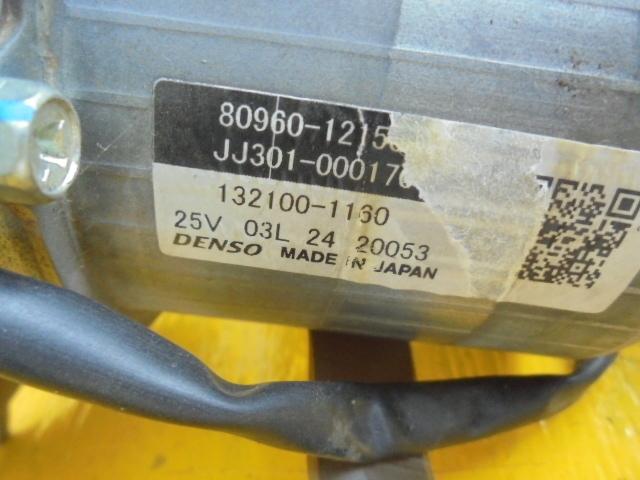 80960-1215
JJ301-00017
132100-1160
25V 03L 24 20053
DENSO MADE IN JAPAN